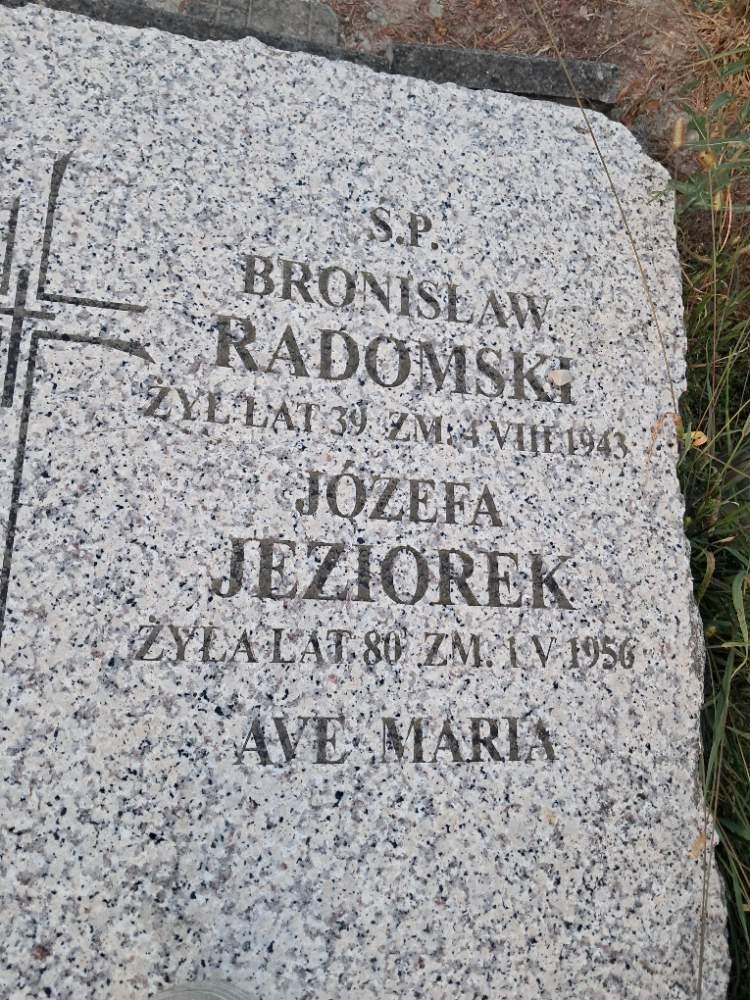 S.P.
BRONISŁAW
RADOMSKI
ŻYŁ LAT 39 ZM. 4 VIII 1943
JÓZEFA
JEZIOREK
ŻYŁA LAT 80 ZM. 1 V 1956
AVE MARIA